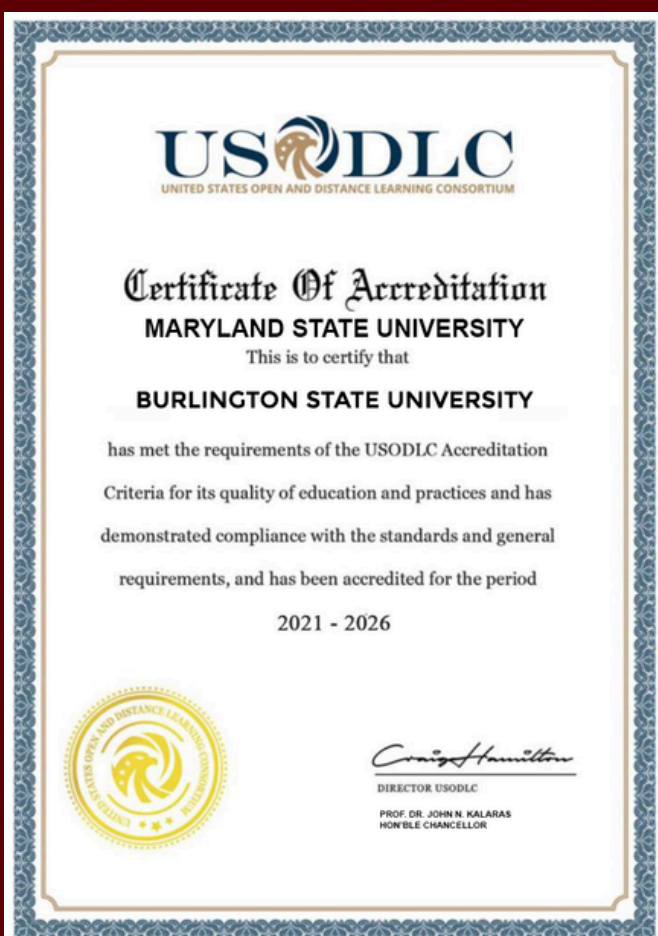 USODLC
UNITED STATES OPEN AND DISTANCE LEARNING CONSORTIUM
Certificate Of Accreditation
MARYLAND STATE UNIVERSITY
This is to certify that
BURLINGTON STATE UNIVERSITY
has met the requirements of the USODLC Accreditation
Criteria for its quality of education and practices and has
demonstrated compliance with the standards and general
requirements, and has been accredited for the period
2021 - 2026
UNITED STATES OPEN AND DISTANCE LEARNING CONSORTIUM
Craig Hamilton
DIRECTOR USODLC
PROF. DR. JOHN N. KALARAS
HON'BLE CHANCELLOR